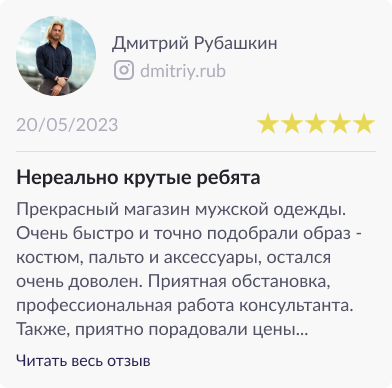 Дмитрий Рубашкин
dmitriy.rub
20/05/2023
Нереально крутые ребята
Прекрасный магазин мужской одежды.
Очень быстро и точно подобрали образ -
костюм, пальто и аксессуары, остался
очень доволен. Приятная обстановка,
профессиональная работа консультанта.
Также, приятно порадовали цены...
Читать весь отзыв